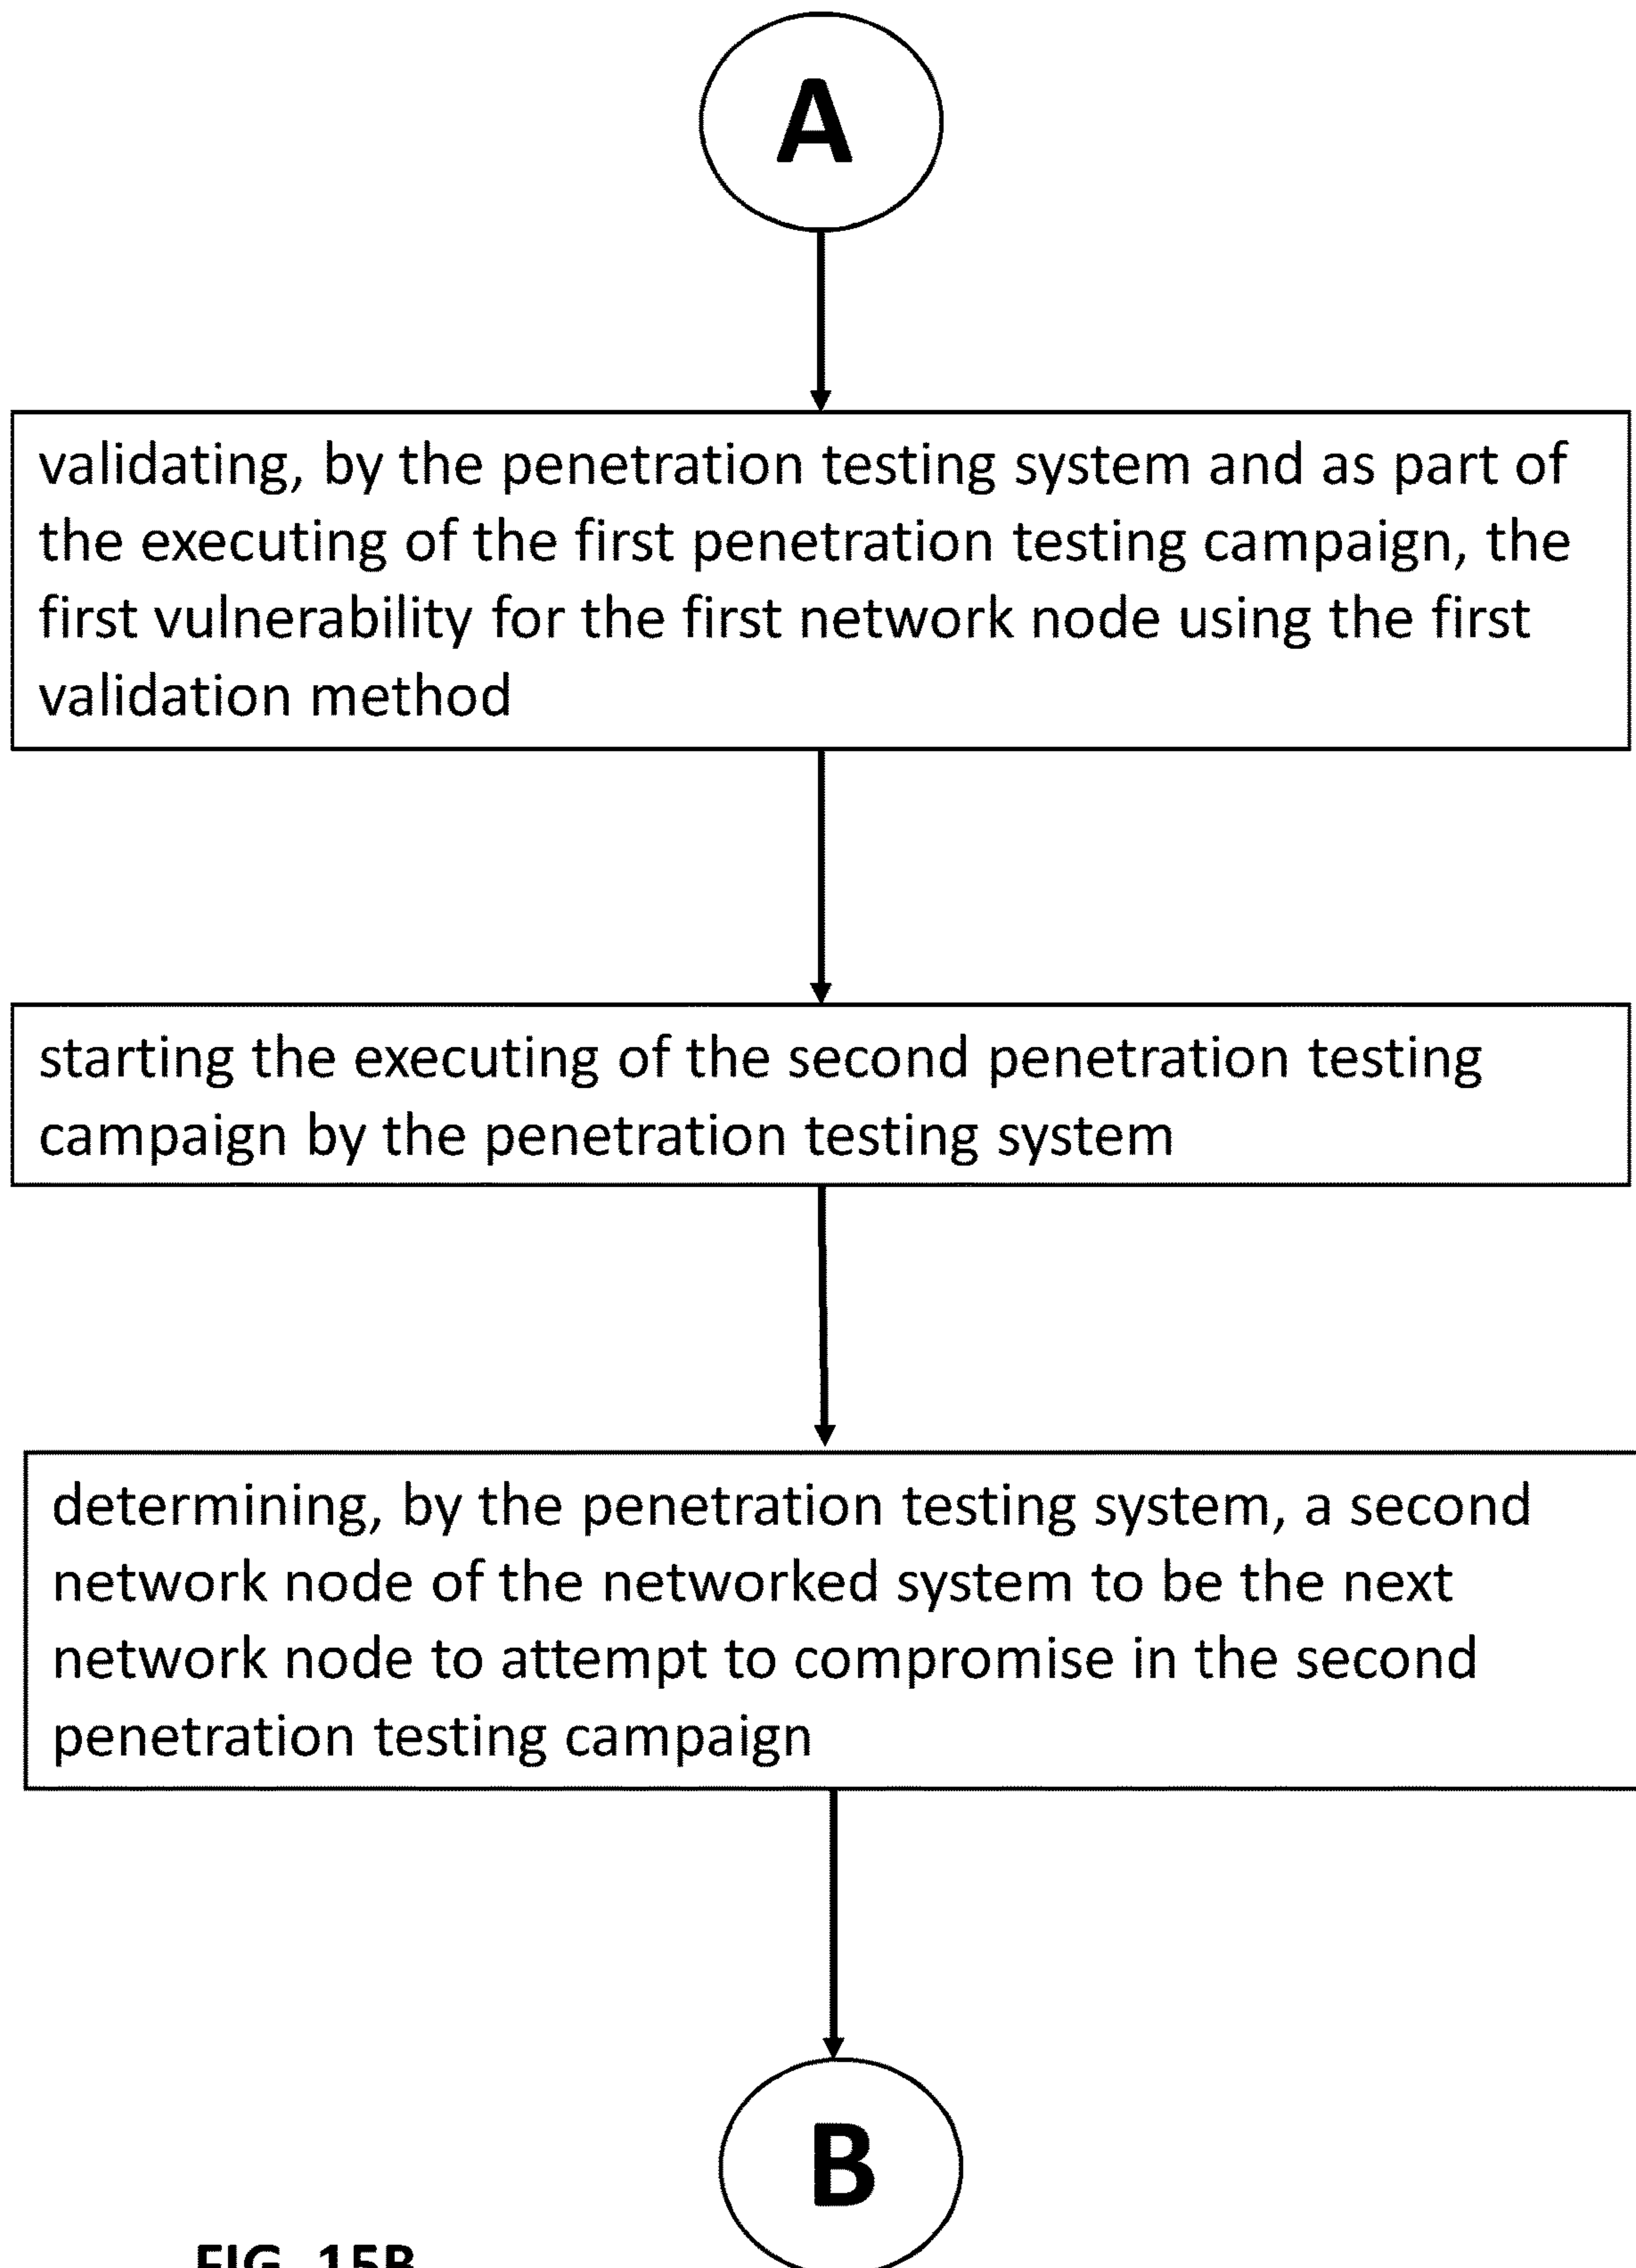 A
validating, by the penetration testing system and as part of
the executing of the first penetration testing campaign, the
first vulnerability for the first network node using the first
validation method
starting the executing of the second penetration testing
campaign by the penetration testing system
determining, by the penetration testing system, a second
network node of the networked system to be the next
network node to attempt to compromise in the second
penetration testing campaign
B
FIG. 15B